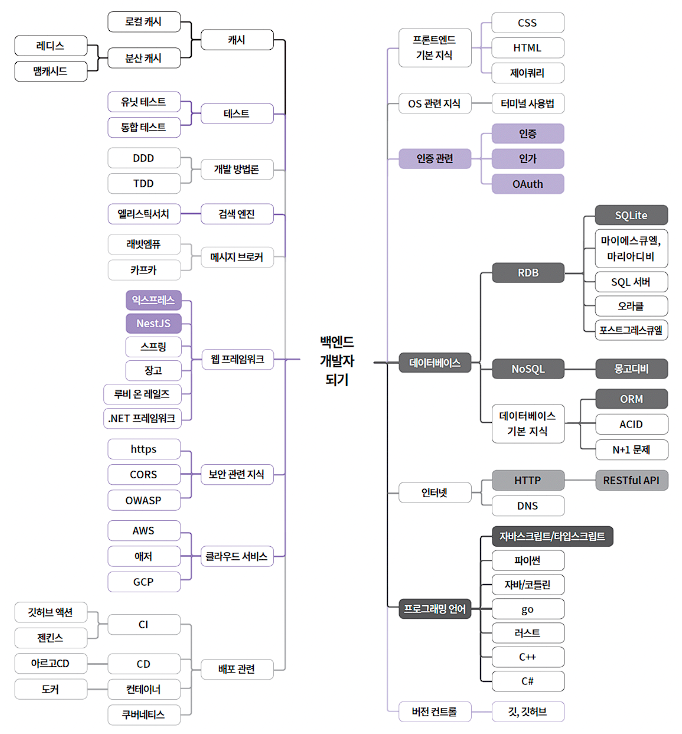 백엔드
개발자
되기
캐시
로컬 캐시
분산 캐시
레디스
맴캐시드
테스트
유닛 테스트
통합 테스트
개발 방법론
DDD
TDD
검색 엔진
엘리스틱서치
메시지 브로커
래빗엠큐
카프카
웹 프레임워크
익스프레스
NestJS
스프링
장고
루비 온 레일즈
.NET 프레임워크
보안 관련 지식
https
CORS
OWASP
클라우드 서비스
AWS
애저
GCP
배포 관련
CI
깃허브 액션
젠킨스
CD
아르고CD
컨테이너
도커
쿠버네티스
프론트엔드
기본 지식
CSS
HTML
제이쿼리
OS 관련 지식
터미널 사용법
인증 관련
인증
인가
OAuth
데이터베이스
RDB
SQLite
마이에스큐엘,
마리아디비
SQL 서버
오라클
포스트그레스큐엘
NoSQL
몽고디비
데이터베이스
기본 지식
ORM
ACID
N+1 문제
인터넷
HTTP
RESTful API
DNS
프로그래밍 언어
자바스크립트/타입스크립트
파이썬
자바/코틀린
go
러스트
C++
C#
버전 컨트롤
깃, 깃허브